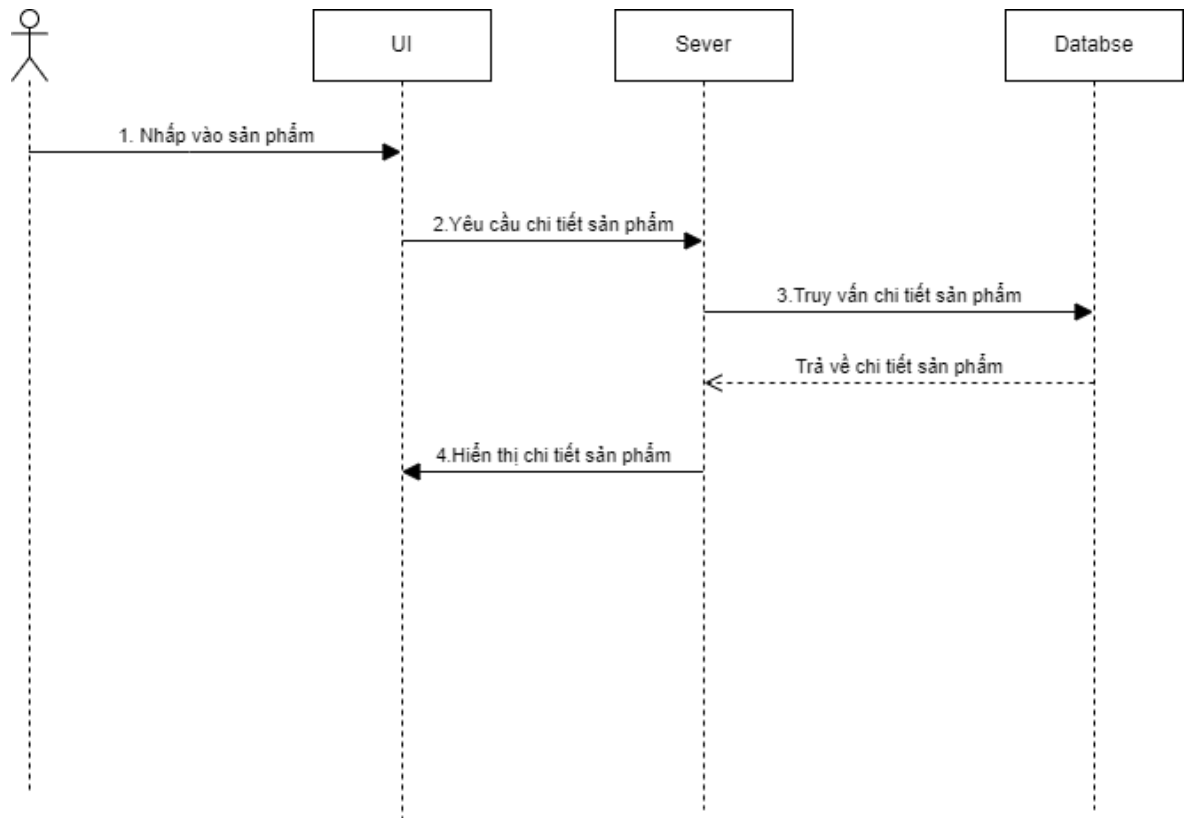 UI
Sever
Databse
1. Nhấp vào sản phẩm
2.Yêu cầu chi tiết sản phẩm
3.Truy vấn chi tiết sản phẩm
Trả về chi tiết sản phẩm
4.Hiển thị chi tiết sản phẩm